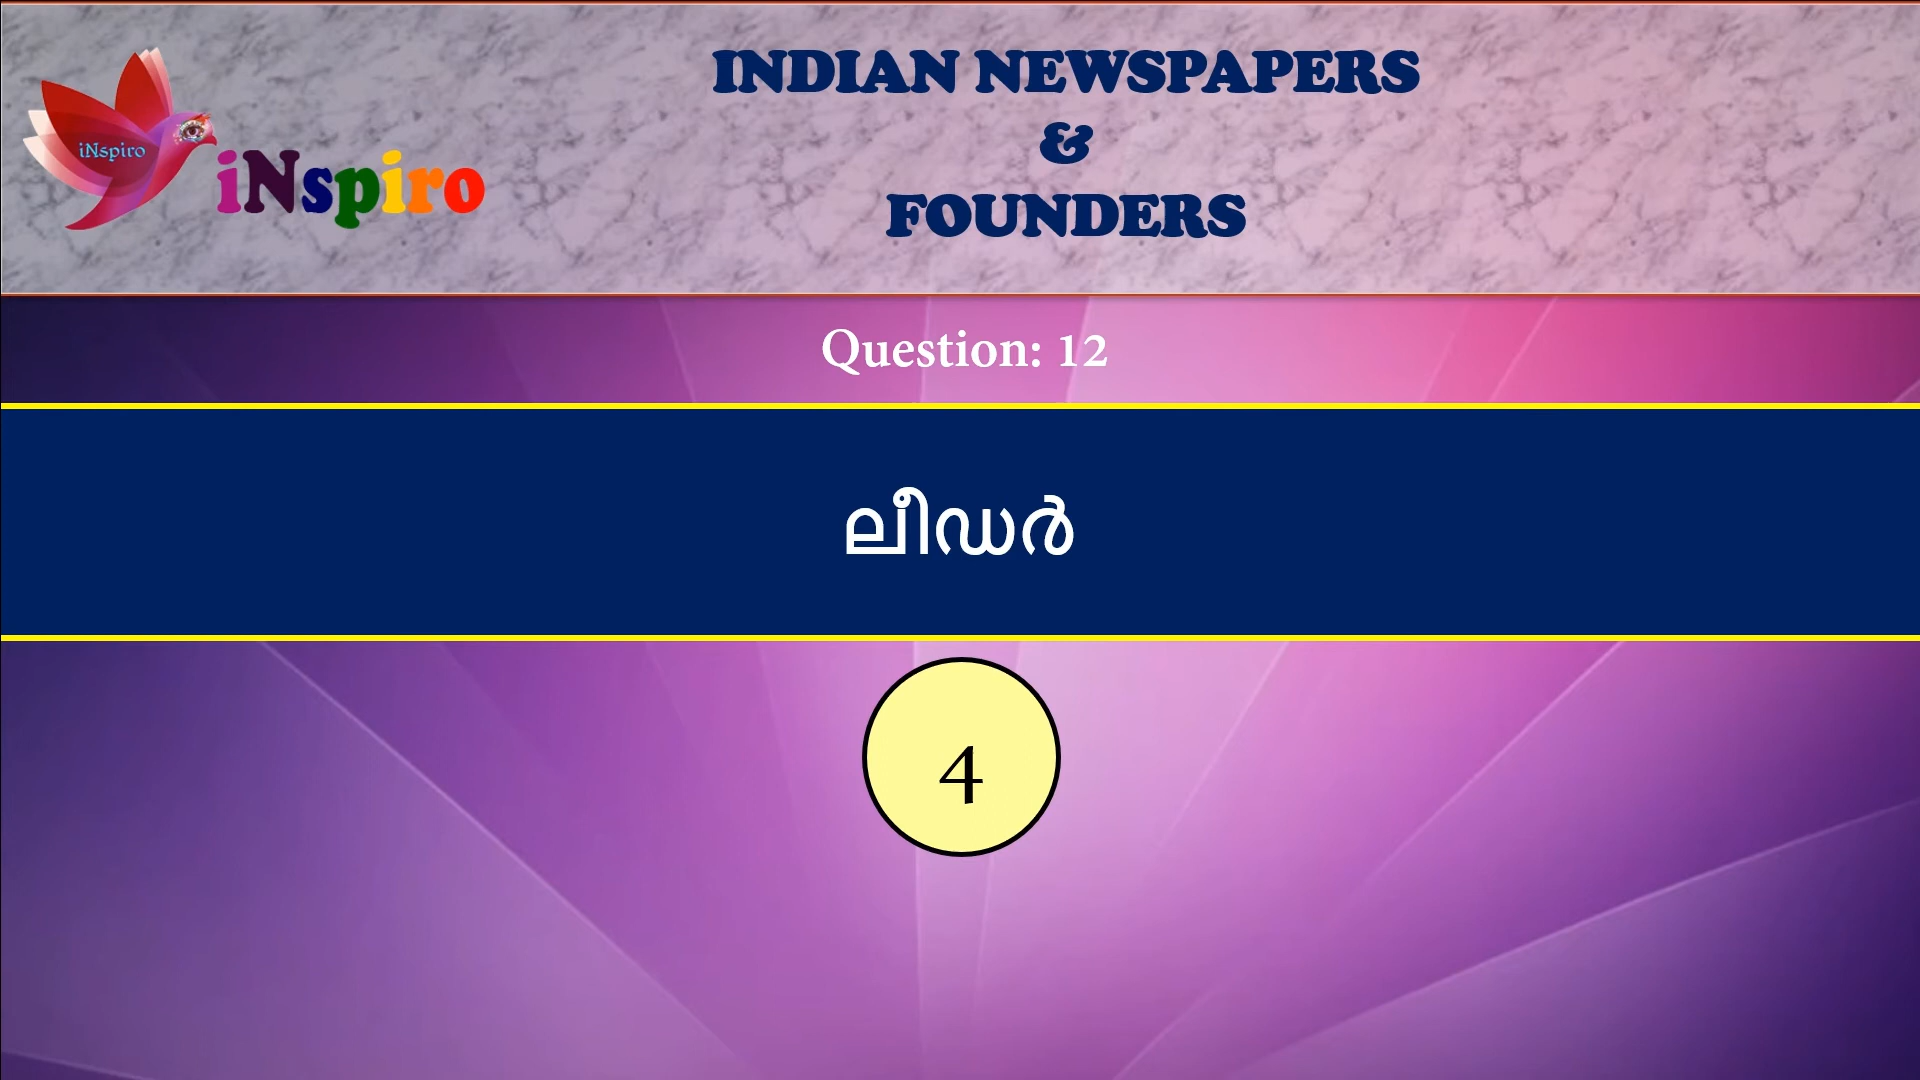 INDIAN NEWSPAPERS
&
FOUNDERS
iNspiro
iNspiro
Question: 12
ലീഡർ
4